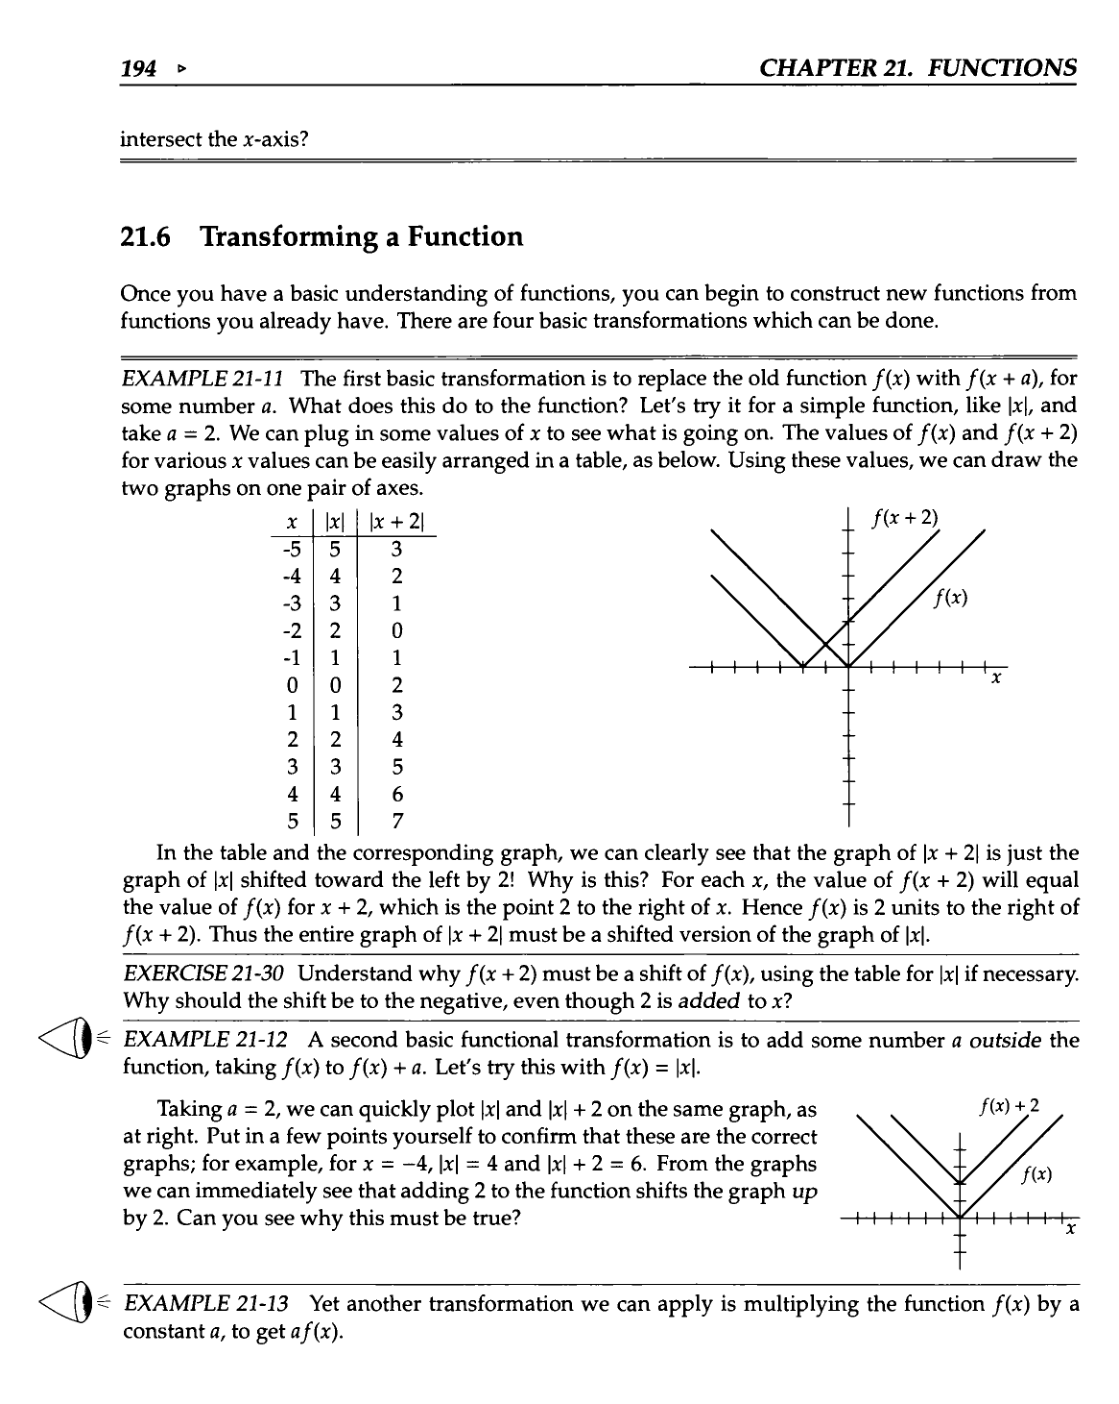 194 ▹ CHAPTER 21. FUNCTIONS
intersect the x-axis?
21.6 Transforming a Function
Once you have a basic understanding of functions, you can begin to construct new functions from
functions you already have. There are four basic transformations which can be done.
EXAMPLE 21-11 The first basic transformation is to replace the old function f(x) with f(x + a), for
some number a. What does this do to the function? Let's try it for a simple function, like |x|, and
take a = 2. We can plug in some values of x to see what is going on. The values of f(x) and f(x + 2)
for various x values can be easily arranged in a table, as below. Using these values, we can draw the
two graphs on one pair of axes.
x |x| |x + 2|
-5 5 3
-4 4 2
-3 3 1
-2 2 0
-1 1 1
0 0 2
1 1 3
2 2 4
3 3 5
4 4 6
5 5 7
f(x + 2)
f(x)
x
In the table and the corresponding graph, we can clearly see that the graph of |x + 2| is just the
graph of |x| shifted toward the left by 2! Why is this? For each x, the value of f(x + 2) will equal
the value of f(x) for x + 2, which is the point 2 to the right of x. Hence f(x) is 2 units to the right of
f(x + 2). Thus the entire graph of |x + 2| must be a shifted version of the graph of |x|.
EXERCISE 21-30 Understand why f(x + 2) must be a shift of f(x), using the table for |x| if necessary.
Why should the shift be to the negative, even though 2 is added to x?
EXAMPLE 21-12 A second basic functional transformation is to add some number a outside the
function, taking f(x) to f(x) + a. Let's try this with f(x) = |x|.
Taking a = 2, we can quickly plot |x| and |x| + 2 on the same graph, as
at right. Put in a few points yourself to confirm that these are the correct
graphs; for example, for x = −4, |x| = 4 and |x| + 2 = 6. From the graphs
we can immediately see that adding 2 to the function shifts the graph up
by 2. Can you see why this must be true?
f(x) + 2
f(x)
x
EXAMPLE 21-13 Yet another transformation we can apply is multiplying the function f(x) by a
constant a, to get af(x).